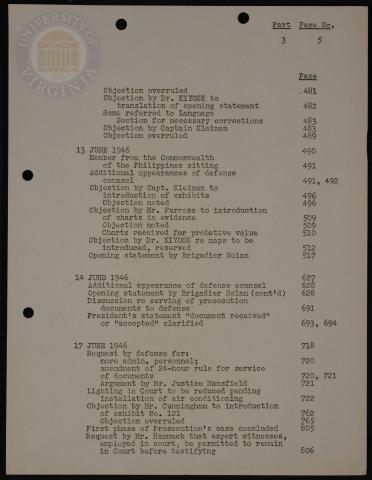 UNIVERSITY OF VIRGINIA
Part Page No.
3 5
Page
Objection overruled 481
Objection by Dr. KIYOSE to
translation of opening statement 482
Same referred to Language
Section for necessary corrections 483
Objection by Captain Kleiman 483
Objection overruled 489
13 JUNE 1946 490
Member from the Commonwealth
of the Philippines sitting 491
Additional appearances of defense
counsel 491, 492
Objection by Capt. Kleiman to
introduction of exhibits 496
Objection noted 496
Objection by Mr. Furness to introduction
of charts in evidence 509
Objection noted 509
Charts received for probative value 510
Objection by Dr. KIYOSE re maps to be
introduced, reserved 512
Opening statement by Brigadier Nolan 517
14 JUNE 1946 627
Additional appearance of defense counsel 628
Opening statement by Brigadier Nolan (cont'd) 628
Discussion re serving of prosecution
documents to defense 691
President's statement "document received"
or "accepted" clarified 693, 694
17 JUNE 1946 718
Request by defense for:
more admin. personnel; 720
amendment of 24-hour rule for service
of documents 720, 721
Argument by Mr. Justice Mansfield 721
Lighting in Court to be reduced pending
installation of air conditioning 722
Objection by Mr. Cunningham to introduction
of exhibit No. 121 762
Objection overruled 765
First phase of Prosecution's case concluded 805
Request by Mr. Hammack that expert witnesses,
employed in court, be permitted to remain
in Court before testifying 806